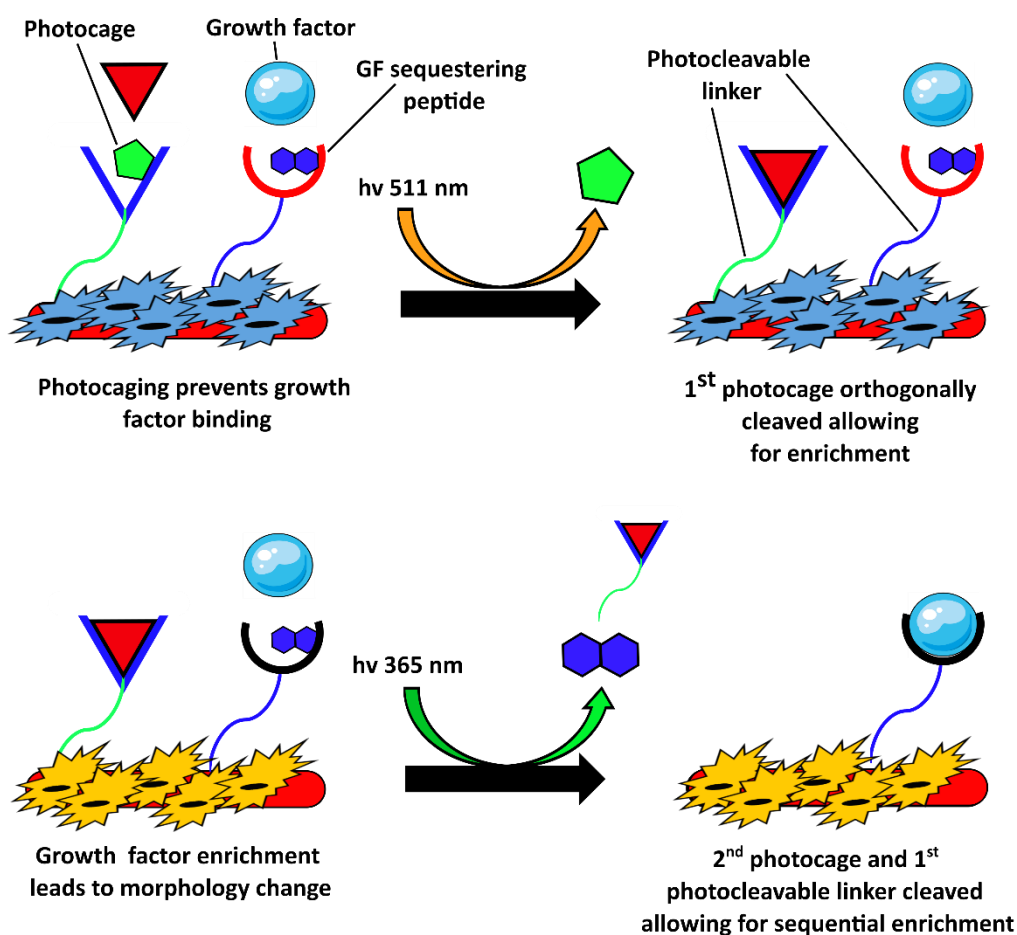 Photocage
Growth factor
GF sequestering
peptide
hv 511 nm
Photocleavable
linker
Photocaging prevents growth
factor binding
1st photocage orthogonally
cleaved allowing
for enrichment
hv 365 nm
Growth factor enrichment
leads to morphology change
2nd photocage and 1st
photocleavable linker cleaved
allowing for sequential enrichment